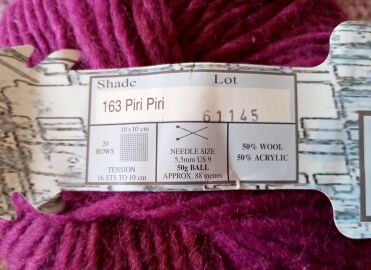 Shade Lot
163 Piri Piri
61145
10x10 cm
20
ROWS
TENSION
16 STS TO 10 cm
NEEDLE SIZE
5.5mm US 9
50g BALL
APPROX. 88 metres
50% WOOL
50% ACRYLIC